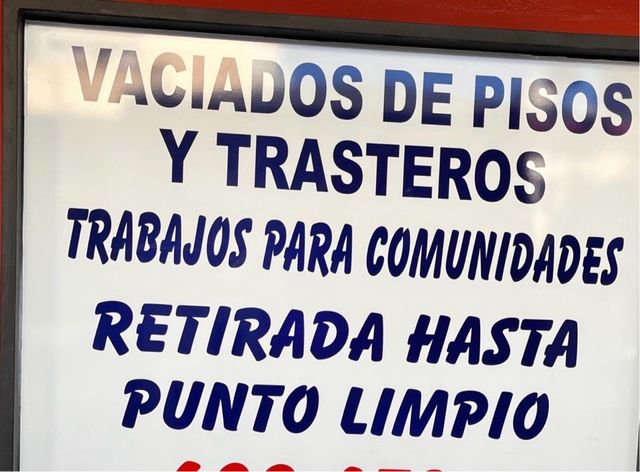 VACIADOS DE PISOS
Y TRASTEROS
TRABAJOS PARA COMUNIDADES
RETIRADA HASTA
PUNTO LIMPIO